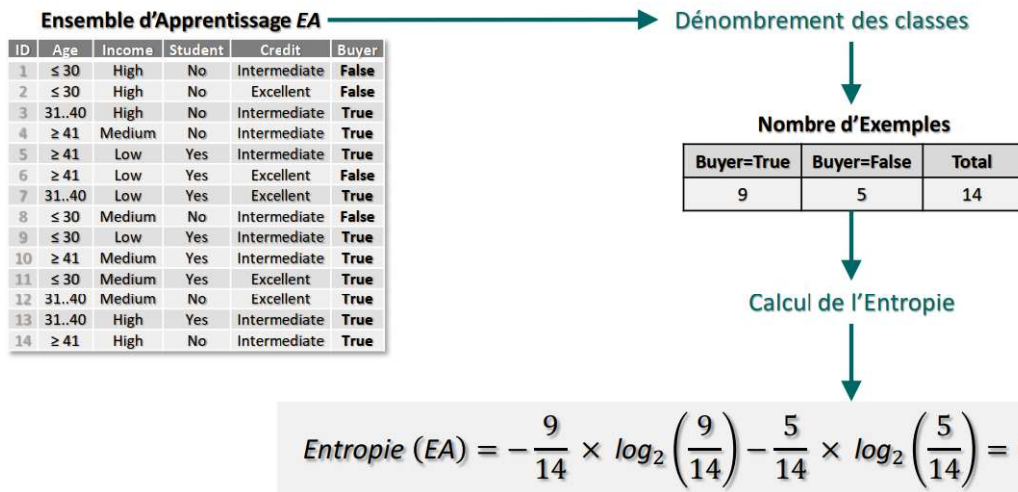 Ensemble d'Apprentissage EA
Dénombrement des classes
ID Age Income Student Credit Buyer
1 ≤ 30 High No Intermediate False
2 ≤ 30 High No Excellent False
3 31..40 High No Intermediate True
4 ≥ 41 Medium No Intermediate True
5 ≥ 41 Low Yes Intermediate True
6 ≥ 41 Low Yes Excellent False
7 31..40 Low Yes Excellent True
8 ≤ 30 Medium No Intermediate False
9 ≤ 30 Low Yes Intermediate True
10 ≥ 41 Medium Yes Intermediate True
11 ≤ 30 Medium Yes Excellent True
12 31..40 Medium No Excellent True
13 31..40 High Yes Intermediate True
14 ≥ 41 High No Intermediate True
Nombre d'Exemples
Buyer=True Buyer=False Total
9 5 14
Calcul de l'Entropie
Entropie (EA) = − 9/14 × log₂ (9/14) − 5/14 × log₂ (5/14) =